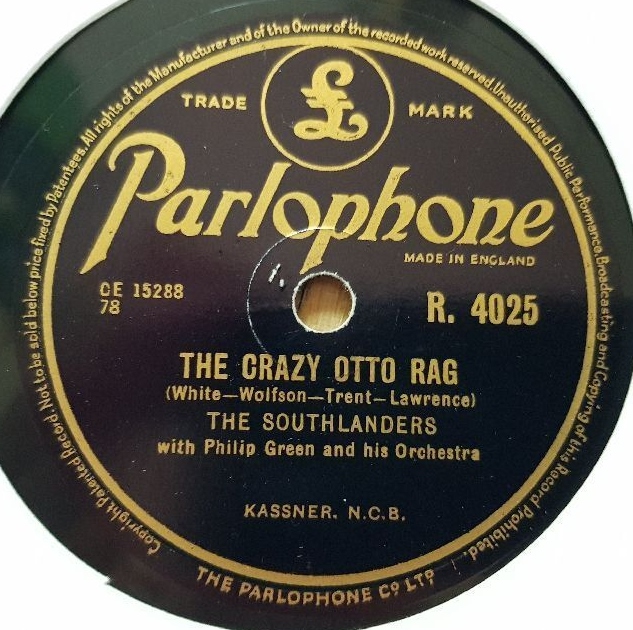 Copyright. Patented Record. Not to be sold below price fixed by Patentees. All rights of the Manufacturer and of the Owner of the recorded work reserved. Unauthorised Public Performance, Broadcasting and Copying of this Record Prohibited.
TRADE £ MARK
Parlophone
MADE IN ENGLAND
CE 15288
78
1.
R. 4025
THE CRAZY OTTO RAG
(White—Wolfson—Trent—Lawrence)
THE SOUTHLANDERS
with Philip Green and his Orchestra
KASSNER. N.C.B.
THE PARLOPHONE CO LTD